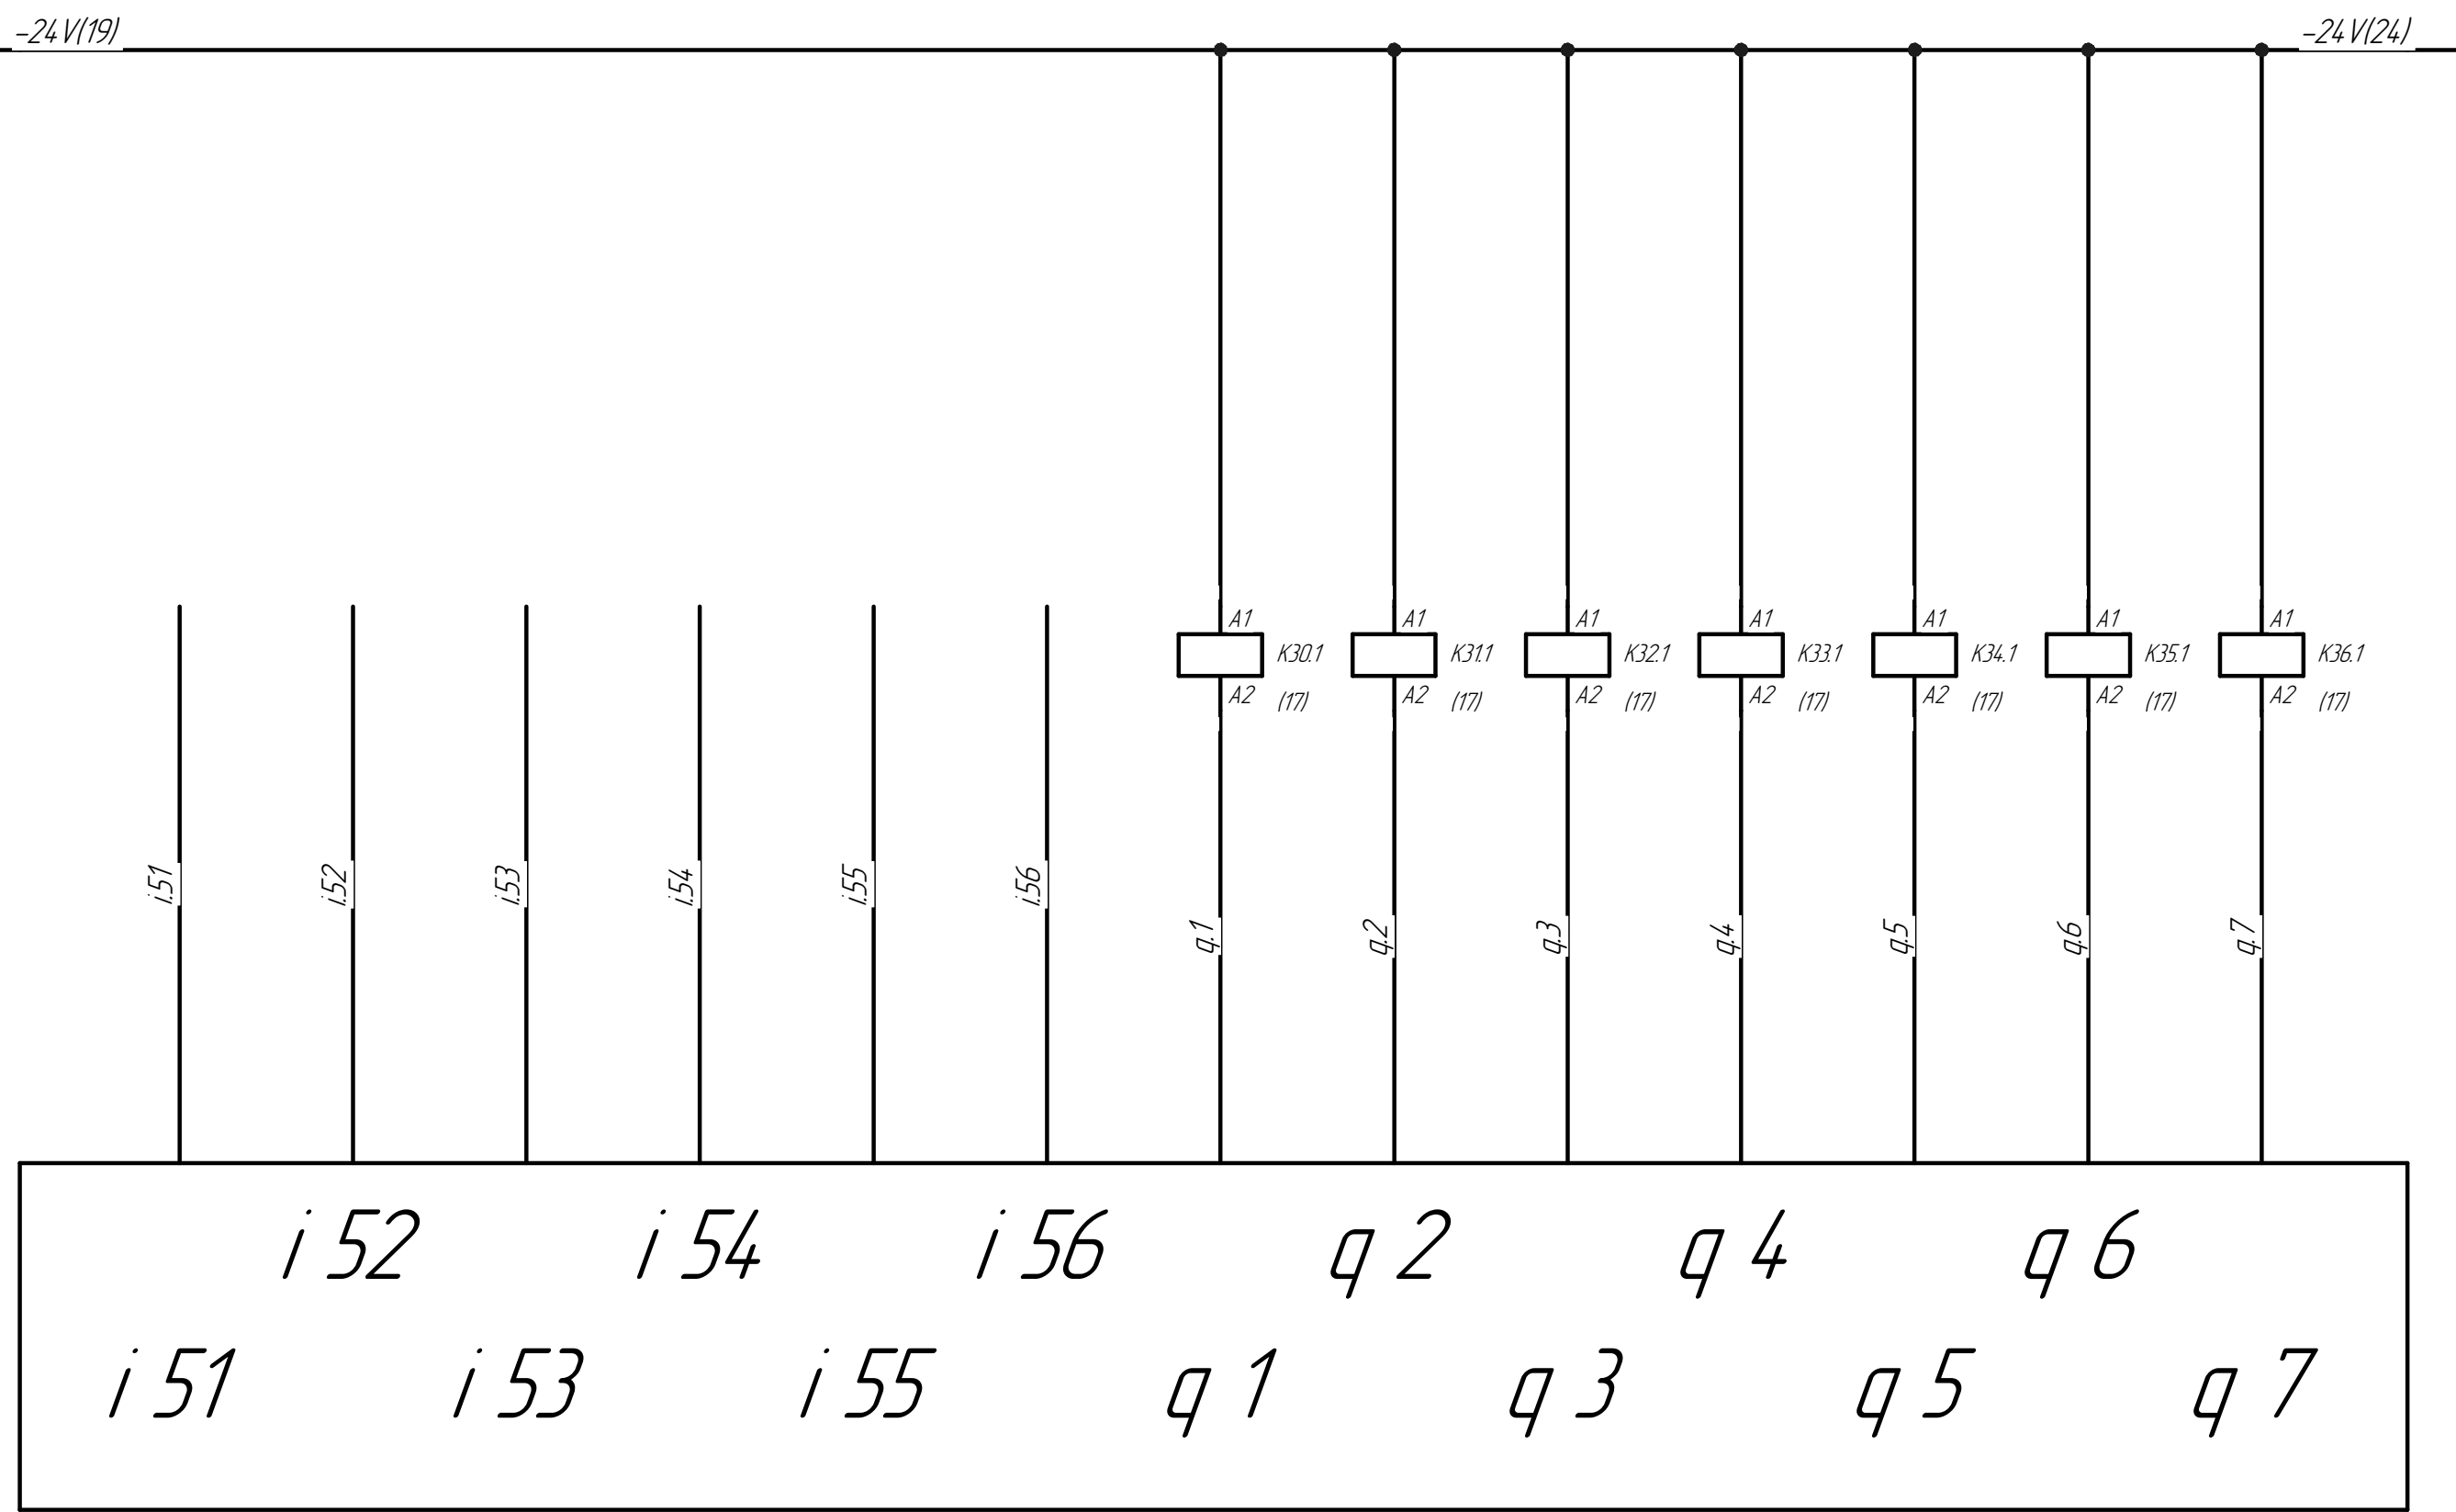 -24V(19) -24V(24)
A1 A1 A1 A1 A1 A1 A1
K30.1 K31.1 K32.1 K33.1 K34.1 K35.1 K36.1
A2 A2 A2 A2 A2 A2 A2
(17) (17) (17) (17) (17) (17) (17)
i.51 i.52 i.53 i.54 i.55 i.56 q.1 q.2 q.3 q.4 q.5 q.6 q.7
i 52 i 54 i 56 q 2 q 4 q 6
i 51 i 53 i 55 q 1 q 3 q 5 q 7